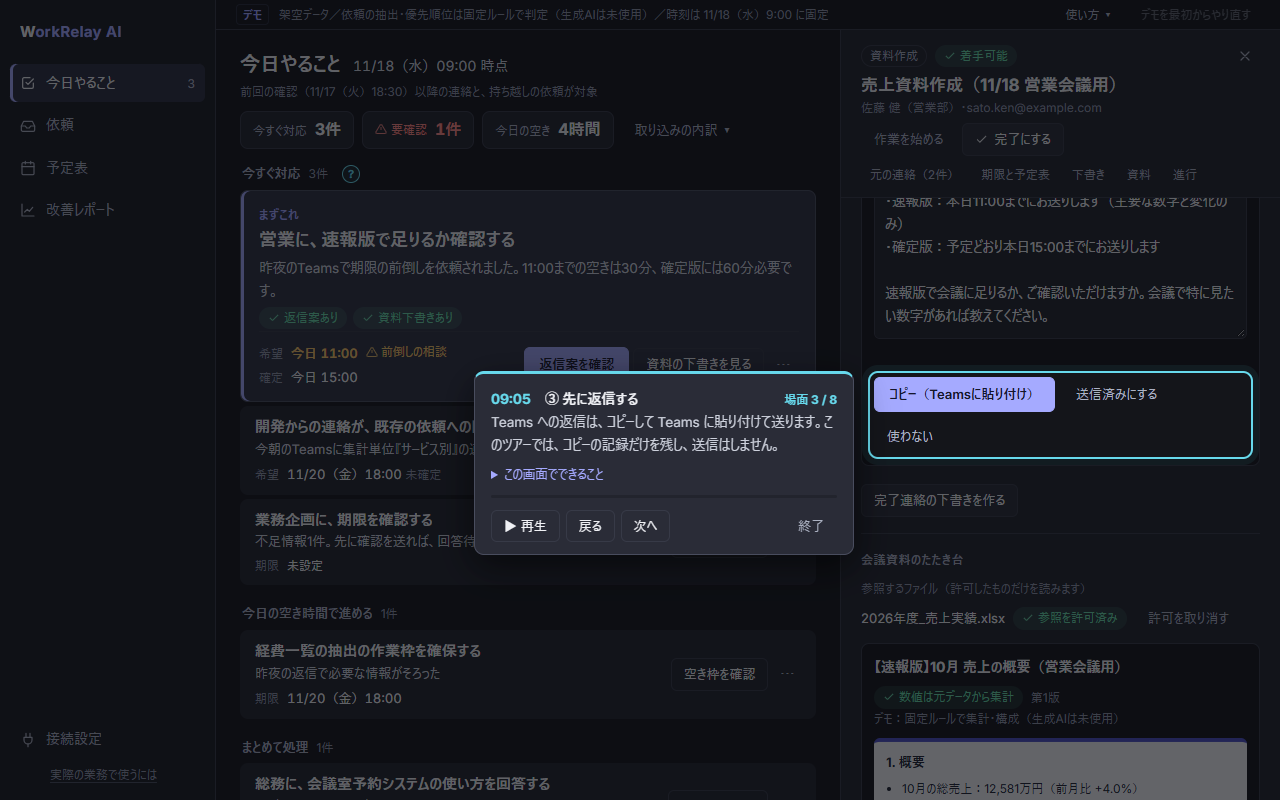 WorkRelay AI
今日やること 3
依頼
予定表
改善レポート
接続設定
実際の業務で使うには
デモ 架空データ／依頼の抽出・優先順位は固定ルールで判定（生成AIは未使用）／時刻は 11/18（水）9:00 に固定
使い方 ▼ デモを最初からやり直す
今日やること 11/18（水）09:00 時点
前回の確認（11/17（火）18:30）以降の連絡と、持ち越しの依頼が対象
今すぐ対応 3件 要確認 1件 今日の空き 4時間 取り込みの内訳 ▼
今すぐ対応 3件 ?
まずこれ
営業に、速報版で足りるか確認する
昨夜のTeamsで期限の前倒しを依頼されました。11:00までの空きは30分、確定版には60分必要で
す。
返信案あり 資料下書きあり
希望 今日 11:00 前倒しの相談
確定 今日 15:00
返信案を確認 資料の下書きを見る …
開発からの連絡が、既存の依頼への
今朝のTeamsに集計単位『サービス別』の
希望 11/20（金）18:00 未確定
業務企画に、期限を確認する
不足情報1件。先に確認を送れば、回答待
期限 未設定
今日の空き時間で進める 1件
経費一覧の抽出の作業枠を確保する
昨夜の返信で必要な情報がそろった
期限 11/20（金）18:00
空き枠を確認 …
まとめて処理 1件
総務に、会議室予約システムの使い方を回答する
09:05 ③ 先に返信する 場面 3 / 8
Teams への返信は、コピーして Teams に貼り付けて送ります。こ
のツアーでは、コピーの記録だけを残し、送信はしません。
▶ この画面でできること
▶ 再生 戻る 次へ 終了
資料作成 着手可能
売上資料作成（11/18 営業会議用）
佐藤 健（営業部）・sato.ken@example.com
作業を始める 完了にする
元の連絡（2件） 期限と予定表 下書き 資料 進行
・速報版：本日11:00までにお送りします（主要な数字と変化の
み）
・確定版：予定どおり本日15:00までにお送りします
速報版で会議に足りるか、ご確認いただけますか。会議で特に見た
い数字があれば教えてください。
コピー（Teamsに貼り付け） 送信済みにする
使わない
完了連絡の下書きを作る
会議資料のたたき台
参照するファイル（許可したものだけを読みます）
2026年度_売上実績.xlsx 参照を許可済み 許可を取り消す
【速報版】10月 売上の概要（営業会議用）
数値は元データから集計 第1版
デモ：固定ルールで集計・構成（生成AIは未使用）
1. 概要
• 10月の総売上：12,581万円（前月比 +4.0%）